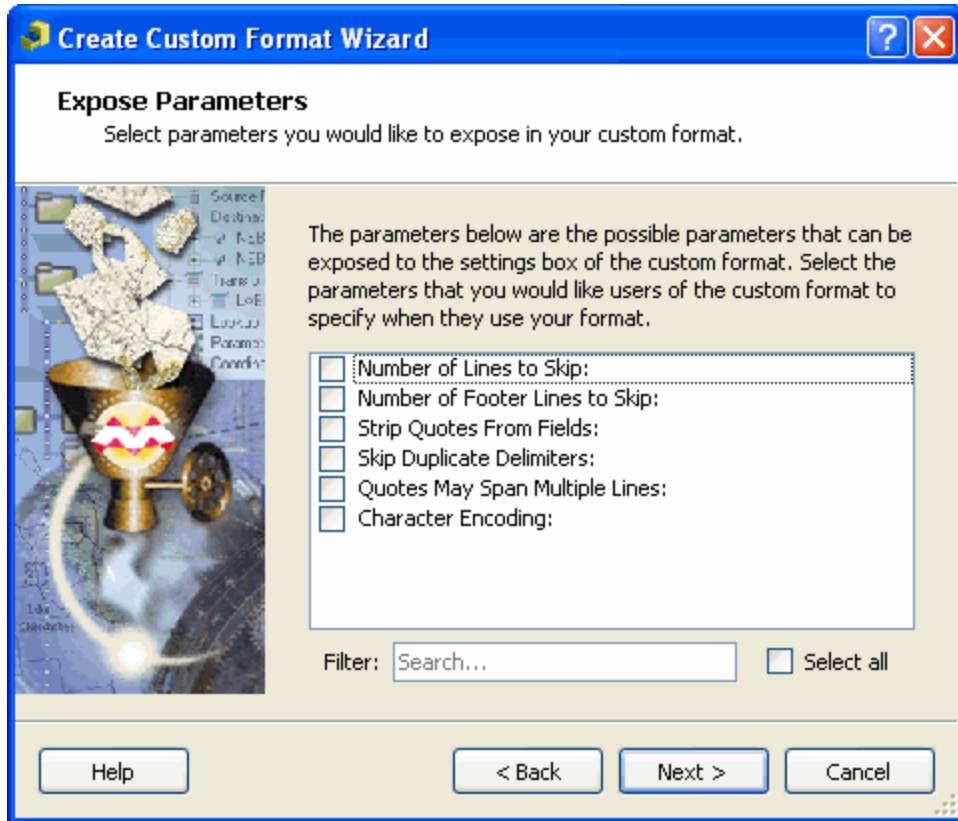 Create Custom Format Wizard
Expose Parameters
Select parameters you would like to expose in your custom format.
Source
Destinat
The parameters below are the possible parameters that can be
exposed to the settings box of the custom format. Select the
parameters that you would like users of the custom format to
specify when they use your format.
Number of Lines to Skip:
Number of Footer Lines to Skip:
Strip Quotes From Fields:
Skip Duplicate Delimiters:
Quotes May Span Multiple Lines:
Character Encoding:
Filter: Search... Select all
Help < Back Next > Cancel